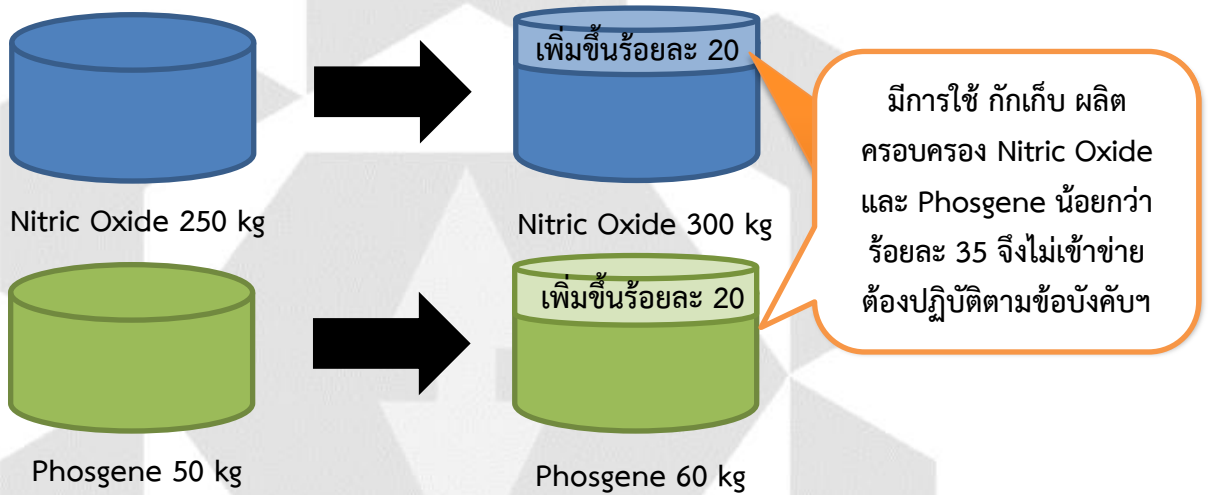 เพิ่มขึ้นร้อยละ 20
Nitric Oxide 250 kg
Nitric Oxide 300 kg
เพิ่มขึ้นร้อยละ 20
Phosgene 50 kg
Phosgene 60 kg
มีการใช้ กักเก็บ ผลิต
ครอบครอง Nitric Oxide
และ Phosgene น้อยกว่า
ร้อยละ 35 จึงไม่เข้าข่าย
ต้องปฏิบัติตามข้อบังคับฯ